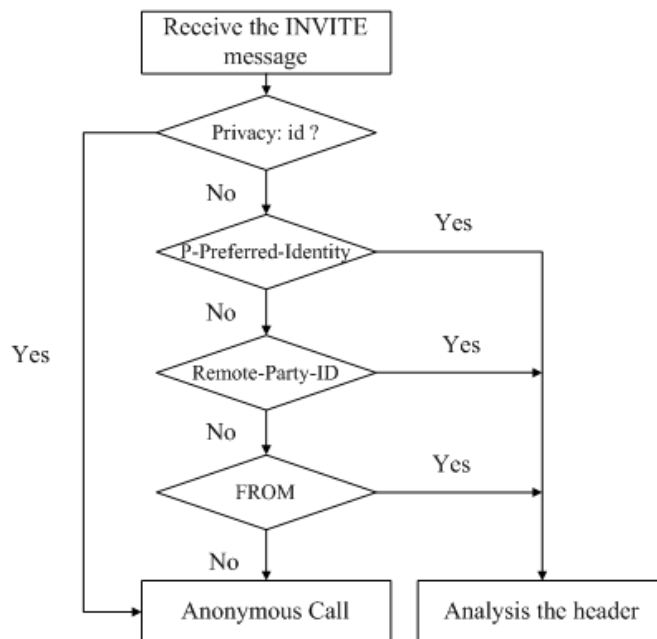 Receive the INVITE
message
Privacy: id ?
No
Yes
P-Preferred-Identity
No
Yes
Yes
Remote-Party-ID
No
Yes
FROM
No
Anonymous Call
Analysis the header